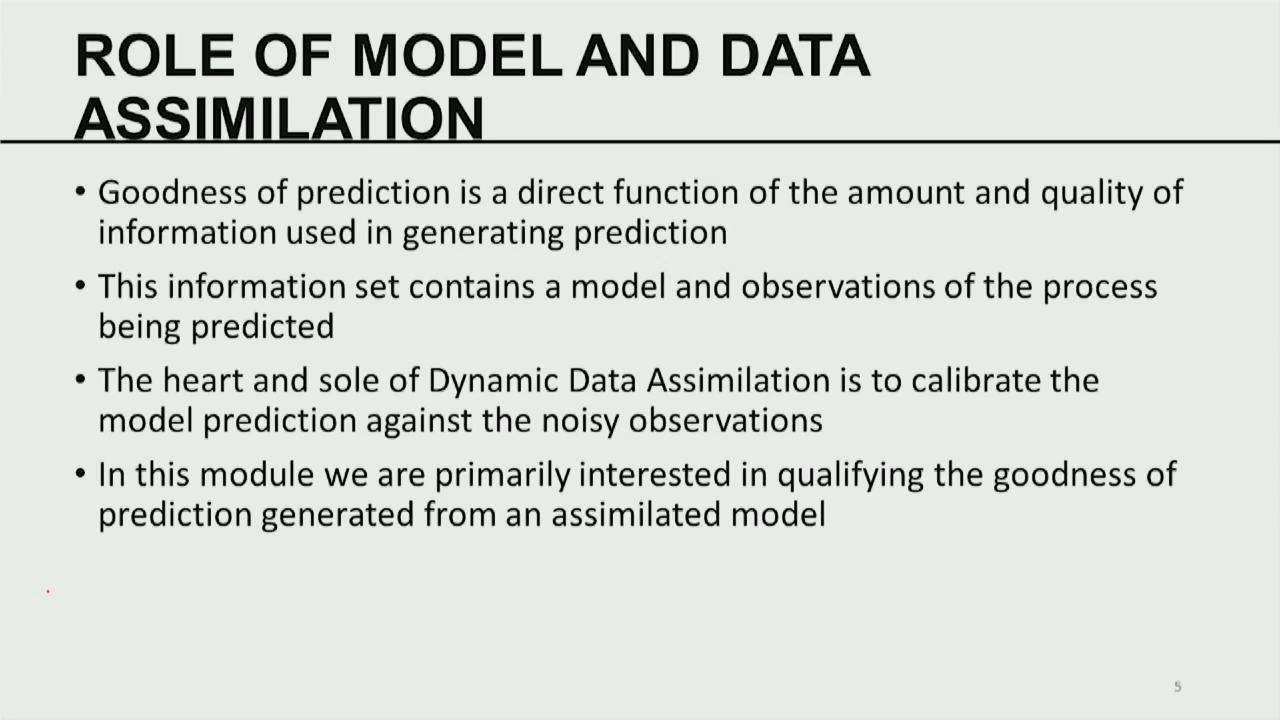 ROLE OF MODEL AND DATA
ASSIMILATION
• Goodness of prediction is a direct function of the amount and quality of
information used in generating prediction
• This information set contains a model and observations of the process
being predicted
• The heart and sole of Dynamic Data Assimilation is to calibrate the
model prediction against the noisy observations
• In this module we are primarily interested in qualifying the goodness of
prediction generated from an assimilated model
5